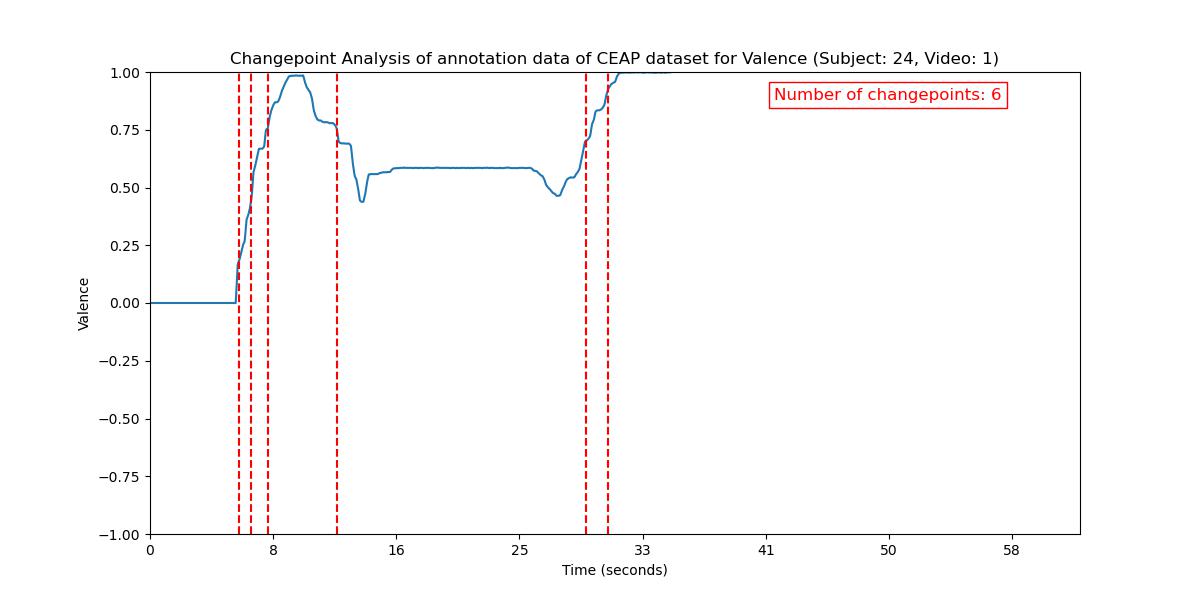 Changepoint Analysis of annotation data of CEAP dataset for Valence (Subject: 24, Video: 1)
Number of changepoints: 6
Valence
1.00
0.75
0.50
0.25
0.00
−0.25
−0.50
−0.75
−1.00
0 8 16 25 33 41 50 58
Time (seconds)